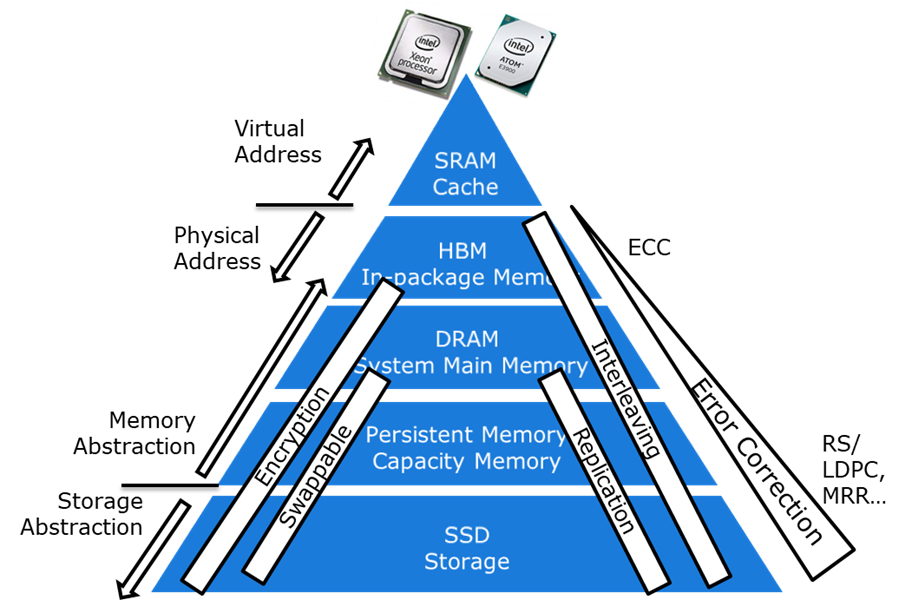 intel
Xeon®
processor
intel
ATOM™
E3900
Virtual
Address
SRAM
Cache
Physical
Address
HBM
In-package Memory
ECC
DRAM
System Main Memory
Interleaving
Error Correction
Encryption
Memory
Abstraction
Swappable
Persistent Memory
Capacity Memory
Replication
RS/
LDPC,
MRR...
Storage
Abstraction
SSD
Storage